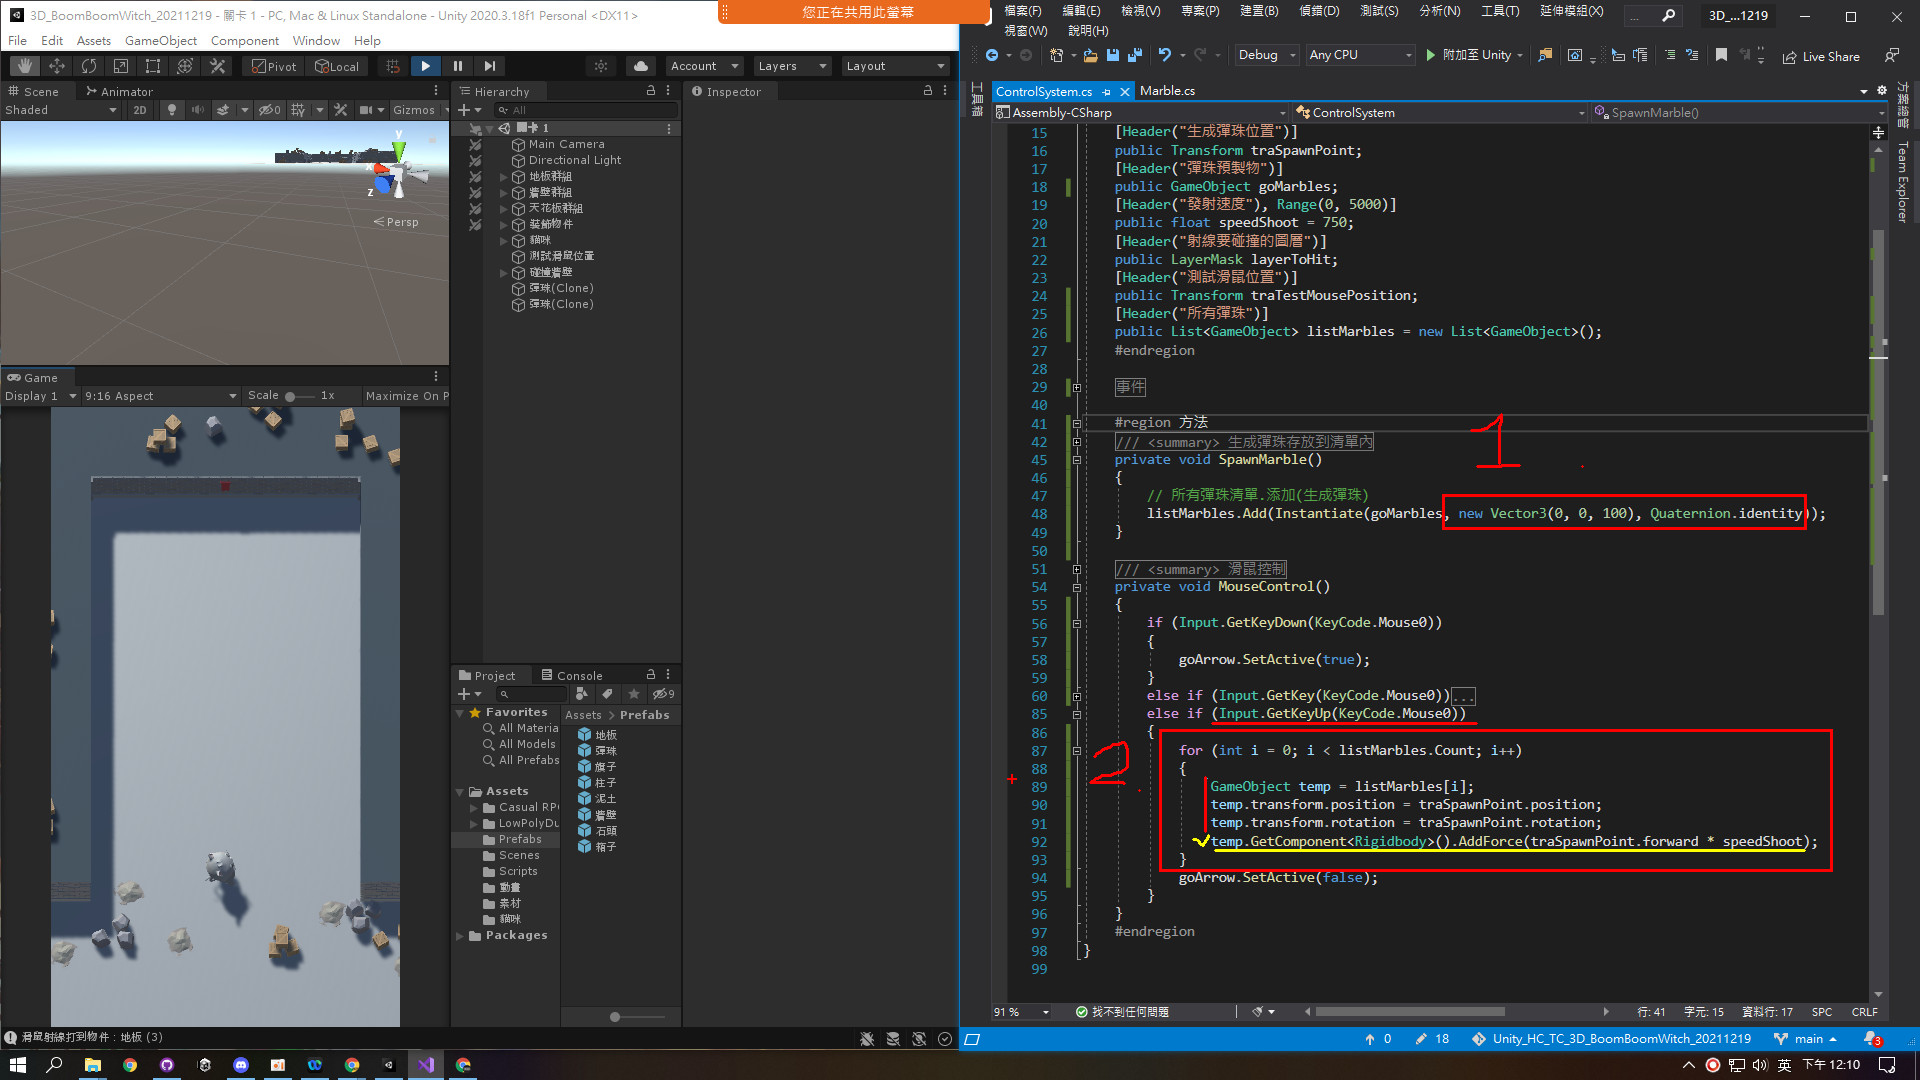 3D_BoomBoomWitch_20211219 - 關卡 1 - PC, Mac & Linux Standalone - Unity 2020.3.18f1 Personal <DX11>
您正在共用此螢幕
File Edit Assets GameObject Component Window Help
Pivot Local Account Layers Layout
Scene Animator
Shaded 2D 0 Gizmos
y
x
z
Persp
Game
Display 1 9:16 Aspect Scale 1x Maximize On P
滑鼠射線打到物件 : 地板 (3)
Hierarchy
All
關卡 1
Main Camera
Directional Light
地板群組
牆壁群組
天花板群組
裝飾物件
貓咪
測試滑鼠位置
碰撞牆壁
彈珠(Clone)
彈珠(Clone)
Inspector
Project Console
9
Favorites
All Materia
All Models
All Prefabs
Assets
Casual RP
LowPolyDu
Prefabs
Scenes
Scripts
動畫
素材
貓咪
Packages
Assets > Prefabs
地板
彈珠
旗子
柱子
泥土
牆壁
石頭
箱子
檔案(F) 編輯(E) 檢視(V) 專案(P) 建置(B) 偵錯(D) 測試(S) 分析(N) 工具(T) 延伸模組(X)
視窗(W) 說明(H)
... 3D_...1219
Debug Any CPU 附加至 Unity Live Share
工具箱
ControlSystem.cs Marble.cs
Assembly-CSharp ControlSystem SpawnMarble()
方案總管
Team Explorer
15 [Header("生成彈珠位置")]
16 public Transform traSpawnPoint;
17 [Header("彈珠預製物")]
18 public GameObject goMarbles;
19 [Header("發射速度"), Range(0, 5000)]
20 public float speedShoot = 750;
21 [Header("射線要碰撞的圖層")]
22 public LayerMask layerToHit;
23 [Header("測試滑鼠位置")]
24 public Transform traTestMousePosition;
25 [Header("所有彈珠")]
26 public List<GameObject> listMarbles = new List<GameObject>();
27 #endregion
28
29 事件
40
41 #region 方法
42 /// <summary> 生成彈珠存放到清單內
45 private void SpawnMarble()
46 {
47 // 所有彈珠清單.添加(生成彈珠)
48 listMarbles.Add(Instantiate(goMarbles, new Vector3(0, 0, 100), Quaternion.identity));
49 }
50
51 /// <summary> 滑鼠控制
54 private void MouseControl()
55 {
56 if (Input.GetKeyDown(KeyCode.Mouse0))
57 {
58 goArrow.SetActive(true);
59 }
60 else if (Input.GetKey(KeyCode.Mouse0))...
85 else if (Input.GetKeyUp(KeyCode.Mouse0))
86 {
87 for (int i = 0; i < listMarbles.Count; i++)
88 {
89 GameObject temp = listMarbles[i];
90 temp.transform.position = traSpawnPoint.position;
91 temp.transform.rotation = traSpawnPoint.rotation;
92 temp.GetComponent<Rigidbody>().AddForce(traSpawnPoint.forward * speedShoot);
93 }
94 goArrow.SetActive(false);
95 }
96 }
97 #endregion
98 }
99
1
2.
91 % 找不到任何問題 行: 41 字元: 15 資料行: 17 SPC CRLF
0 18 Unity_HC_TC_3D_BoomBoomWitch_20211219 main 3
英 下午 12:10